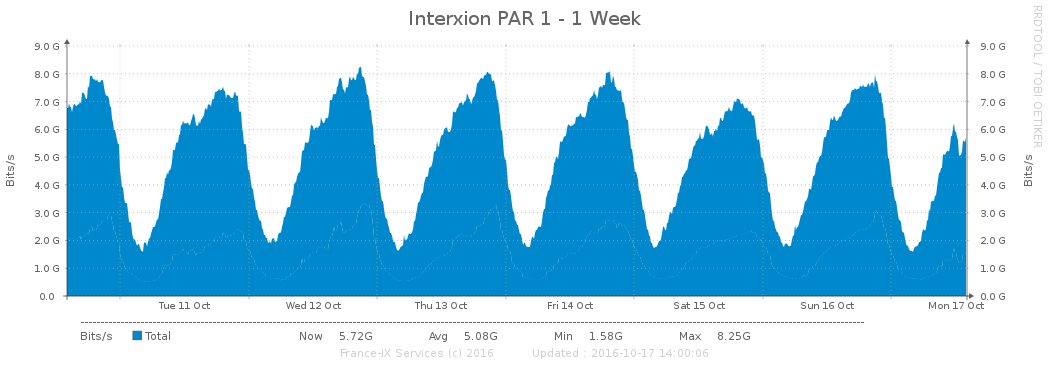 Interxion PAR 1 - 1 Week
RRDTOOL / TOBI OETIKER
Bits/s
9.0 G
8.0 G
7.0 G
6.0 G
5.0 G
4.0 G
3.0 G
2.0 G
1.0 G
0.0
9.0 G
8.0 G
7.0 G
6.0 G
5.0 G
4.0 G
3.0 G
2.0 G
1.0 G
0.0 G
Bits/s
Tue 11 Oct Wed 12 Oct Thu 13 Oct Fri 14 Oct Sat 15 Oct Sun 16 Oct Mon 17 Oct
Bits/s Total Now 5.72G Avg 5.08G Min 1.58G Max 8.25G
France-IX Services (c) 2016 Updated : 2016-10-17 14:00:06